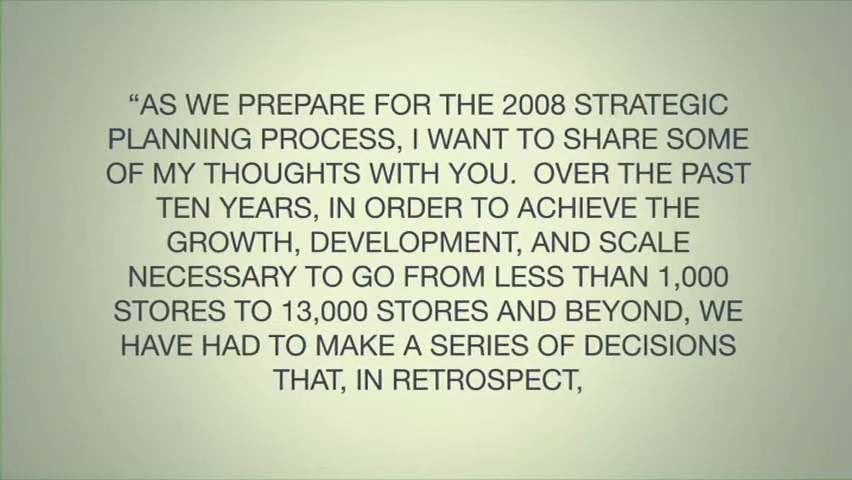 “AS WE PREPARE FOR THE 2008 STRATEGIC
PLANNING PROCESS, I WANT TO SHARE SOME
OF MY THOUGHTS WITH YOU.  OVER THE PAST
TEN YEARS, IN ORDER TO ACHIEVE THE
GROWTH, DEVELOPMENT, AND SCALE
NECESSARY TO GO FROM LESS THAN 1,000
STORES TO 13,000 STORES AND BEYOND, WE
HAVE HAD TO MAKE A SERIES OF DECISIONS
THAT, IN RETROSPECT,